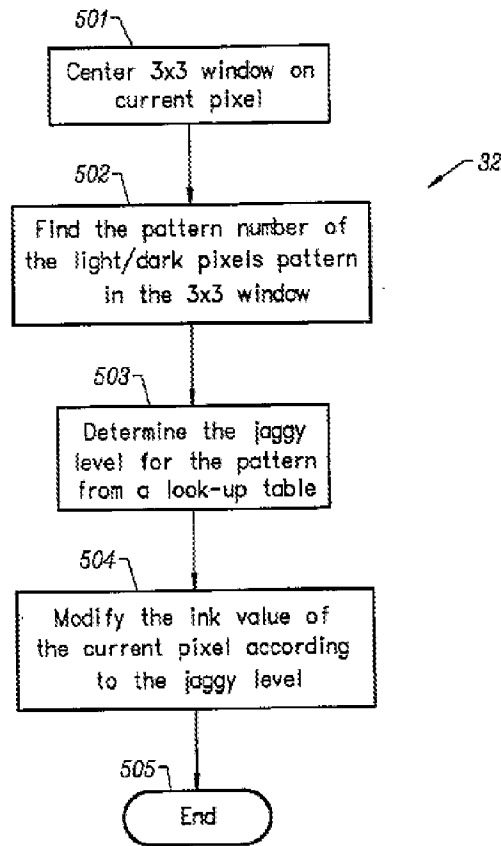 501
Center 3x3 window on
current pixel
32
502
Find the pattern number of
the light/dark pixels pattern
in the 3x3 window
503
Determine the jaggy
level for the pattern
from a look-up table
504
Modify the ink value of
the current pixel according
to the jaggy level
505
End